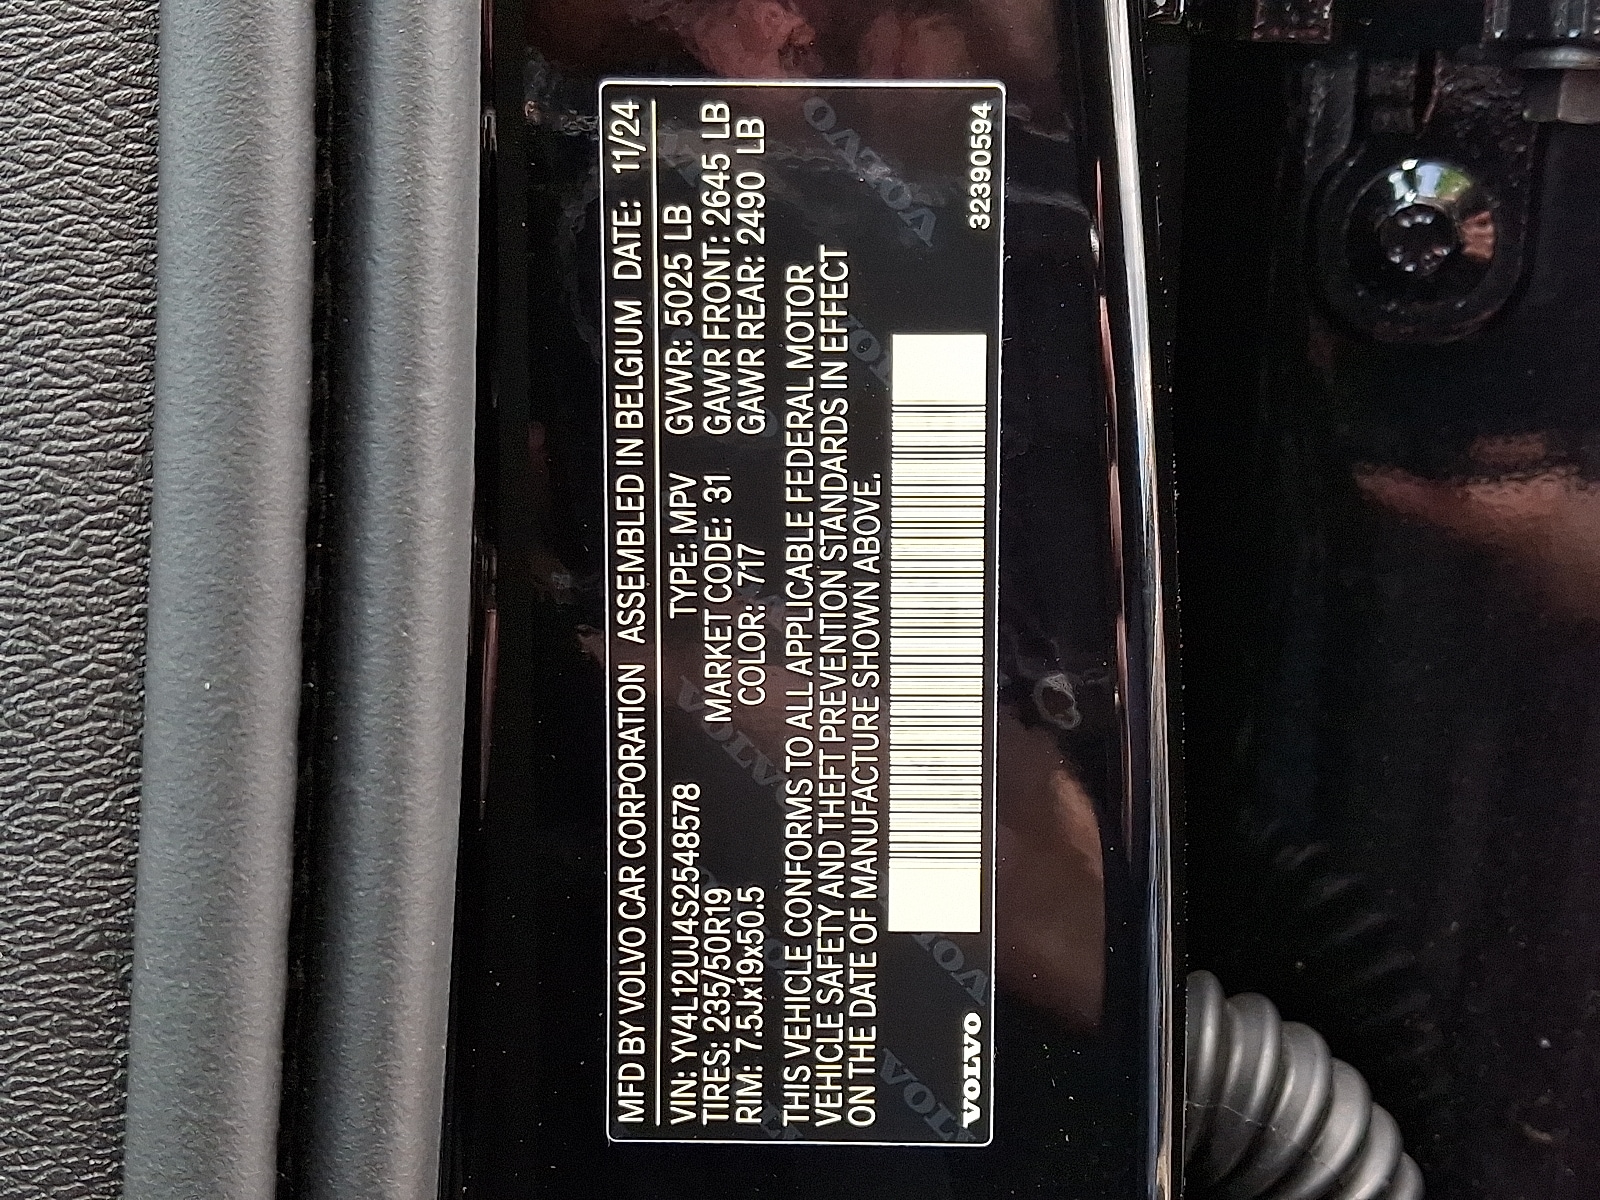 MFD BY VOLVO CAR CORPORATION ASSEMBLED IN BELGIUM DATE: 11/24
VIN: YV4L12UJ4S2548578 TYPE: MPV GVWR: 5025 LB
TIRES: 235/50R19 MARKET CODE: 31 GAWR FRONT: 2645 LB
RIM: 7.5Jx19x50.5 COLOR: 717 GAWR REAR: 2490 LB
THIS VEHICLE CONFORMS TO ALL APPLICABLE FEDERAL MOTOR
VEHICLE SAFETY AND THEFT PREVENTION STANDARDS IN EFFECT
ON THE DATE OF MANUFACTURE SHOWN ABOVE.
VOLVO 32390594